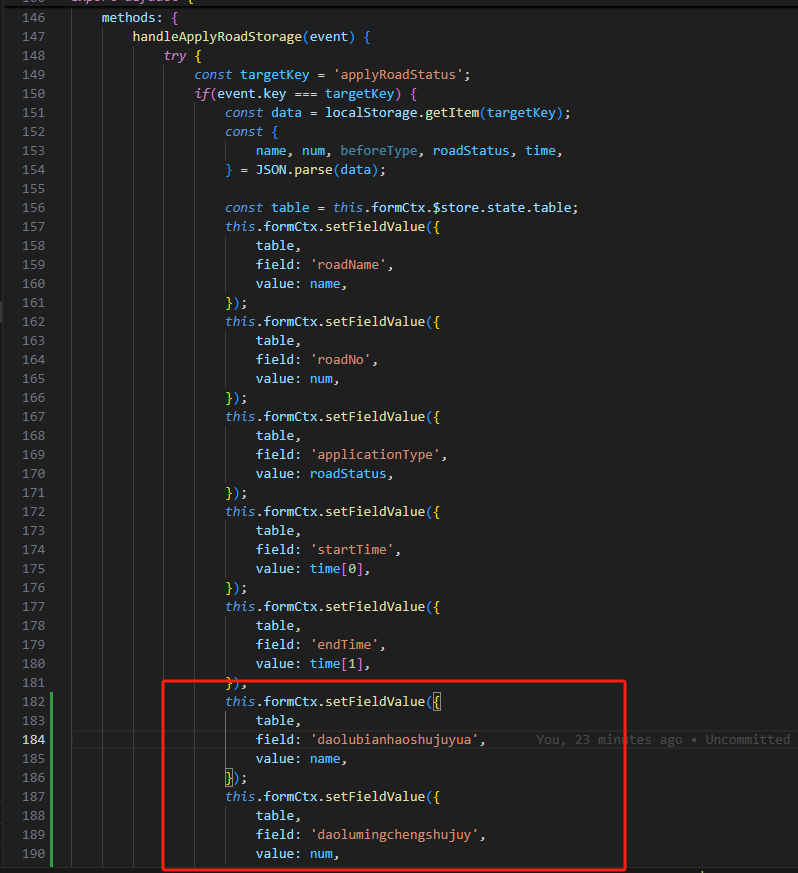 146 methods: {
147 handleApplyRoadStorage(event) {
148 try {
149 const targetKey = 'applyRoadStatus';
150 if(event.key === targetKey) {
151 const data = localStorage.getItem(targetKey);
152 const {
153 name, num, beforeType, roadStatus, time,
154 } = JSON.parse(data);
155
156 const table = this.formCtx.$store.state.table;
157 this.formCtx.setFieldValue({
158 table,
159 field: 'roadName',
160 value: name,
161 });
162 this.formCtx.setFieldValue({
163 table,
164 field: 'roadNo',
165 value: num,
166 });
167 this.formCtx.setFieldValue({
168 table,
169 field: 'applicationType',
170 value: roadStatus,
171 });
172 this.formCtx.setFieldValue({
173 table,
174 field: 'startTime',
175 value: time[0],
176 });
177 this.formCtx.setFieldValue({
178 table,
179 field: 'endTime',
180 value: time[1],
181 });
182 this.formCtx.setFieldValue({
183 table,
184 field: 'daolubianhaoshujuyua', You, 23 minutes ago • Uncommitted
185 value: name,
186 });
187 this.formCtx.setFieldValue({
188 table,
189 field: 'daolumingchengshujuy',
190 value: num,